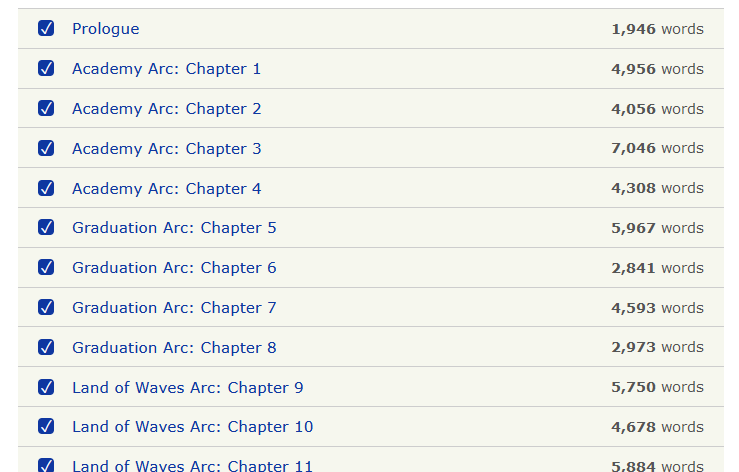 Prologue 1,946 words
Academy Arc: Chapter 1 4,956 words
Academy Arc: Chapter 2 4,056 words
Academy Arc: Chapter 3 7,046 words
Academy Arc: Chapter 4 4,308 words
Graduation Arc: Chapter 5 5,967 words
Graduation Arc: Chapter 6 2,841 words
Graduation Arc: Chapter 7 4,593 words
Graduation Arc: Chapter 8 2,973 words
Land of Waves Arc: Chapter 9 5,750 words
Land of Waves Arc: Chapter 10 4,678 words
Land of Waves Arc: Chapter 11 5,884 words